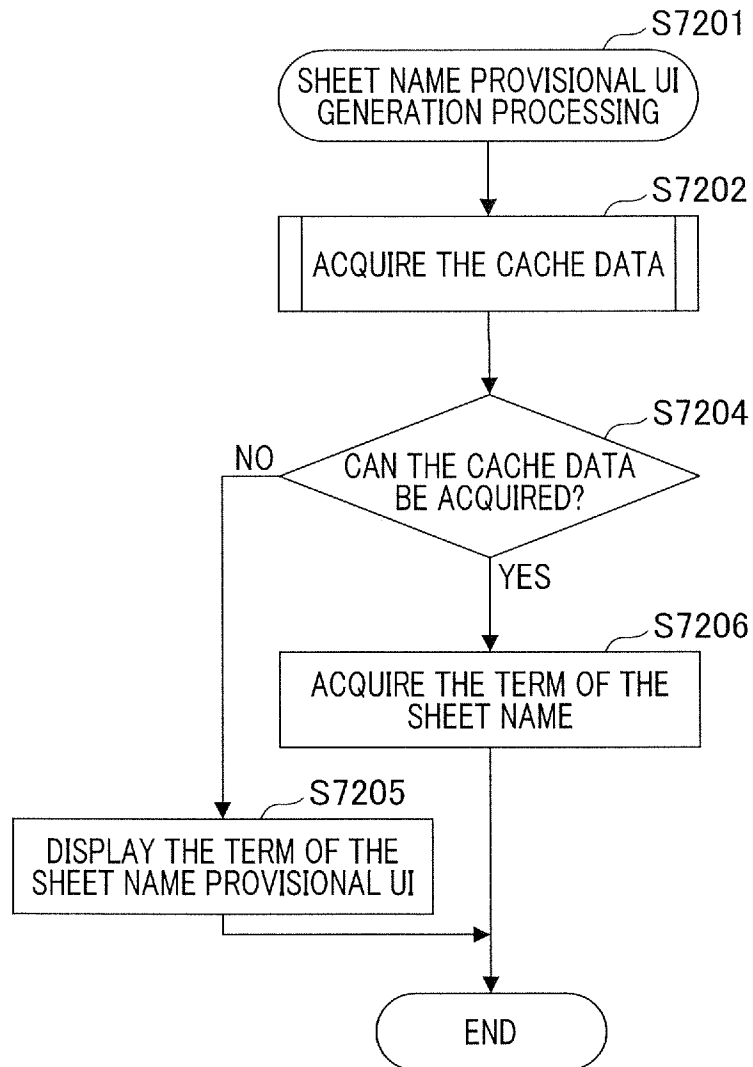 S7201
SHEET NAME PROVISIONAL UI
GENERATION PROCESSING
S7202
ACQUIRE THE CACHE DATA
S7204
CAN THE CACHE DATA
BE ACQUIRED?
NO
YES
S7206
ACQUIRE THE TERM OF THE
SHEET NAME
S7205
DISPLAY THE TERM OF THE
SHEET NAME PROVISIONAL UI
END